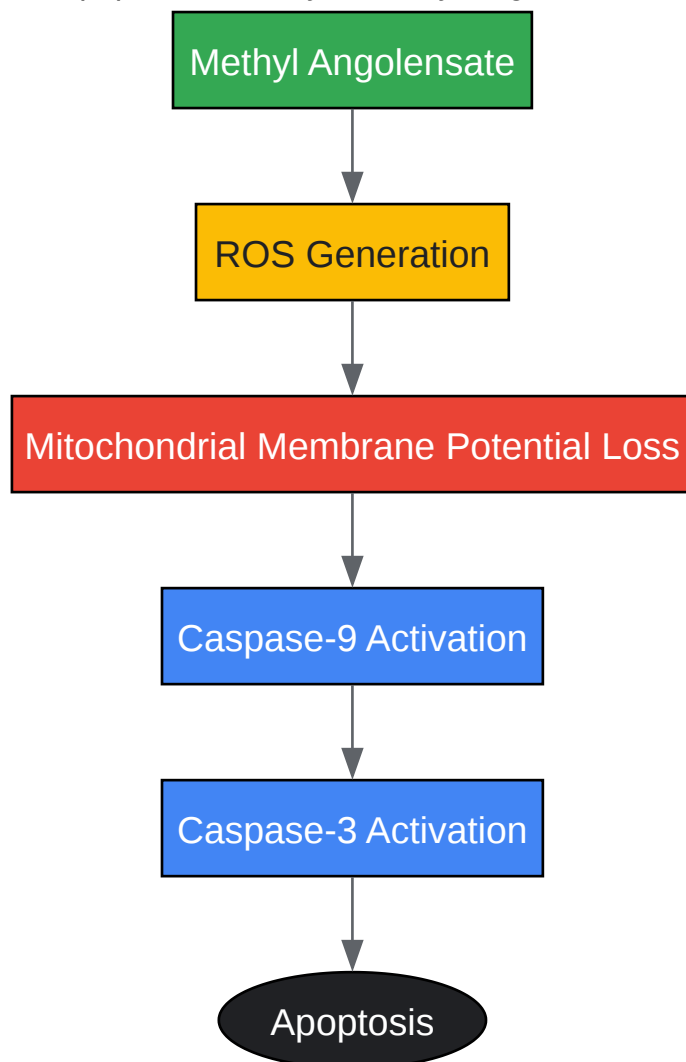 Methyl Angolensate
ROS Generation
Mitochondrial Membrane Potential Loss
Caspase-9 Activation
Caspase-3 Activation
Apoptosis